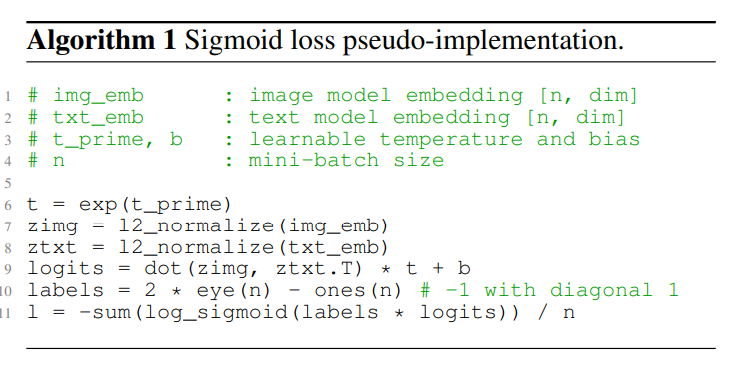 Algorithm 1 Sigmoid loss pseudo-implementation.
1 # img_emb : image model embedding [n, dim]
2 # txt_emb : text model embedding [n, dim]
3 # t_prime, b : learnable temperature and bias
4 # n : mini-batch size
5
6 t = exp(t_prime)
7 zimg = l2_normalize(img_emb)
8 ztxt = l2_normalize(txt_emb)
9 logits = dot(zimg, ztxt.T) * t + b
10 labels = 2 * eye(n) - ones(n) # -1 with diagonal 1
11 l = -sum(log_sigmoid(labels * logits)) / n